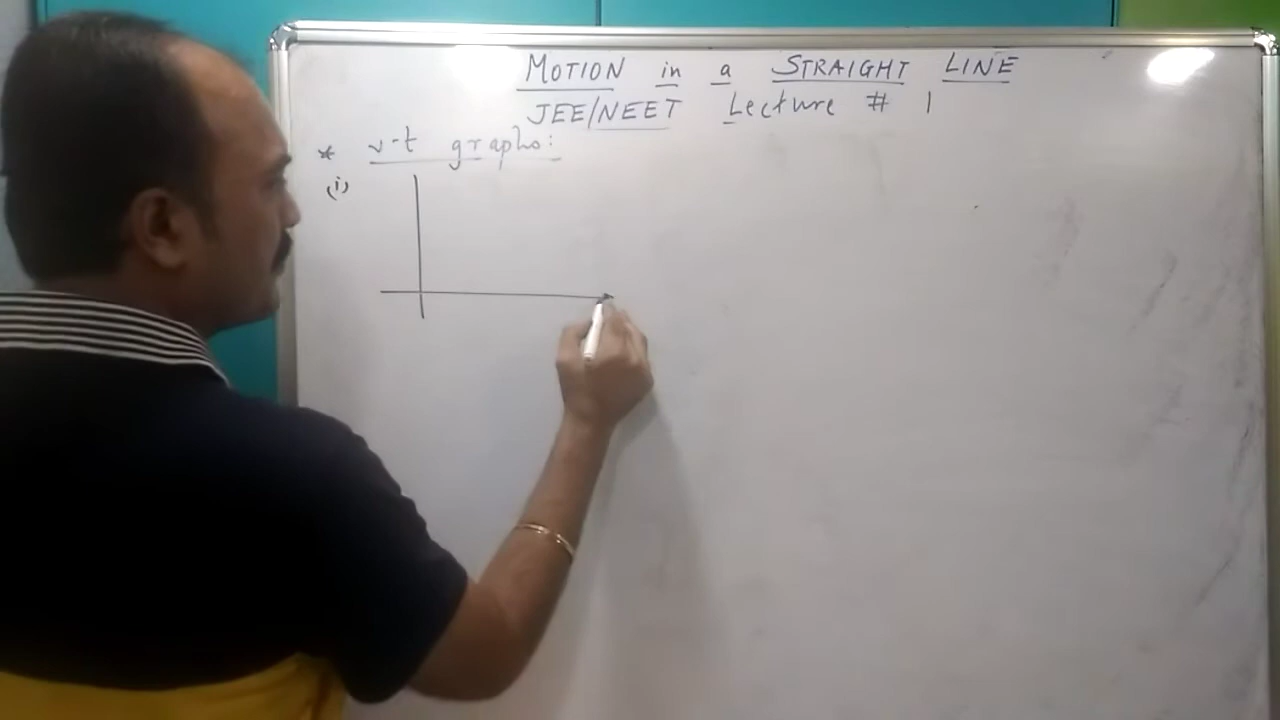 MOTION in a STRAIGHT LINE
JEE/NEET Lecture # 1
* v-t graphs:
(i)